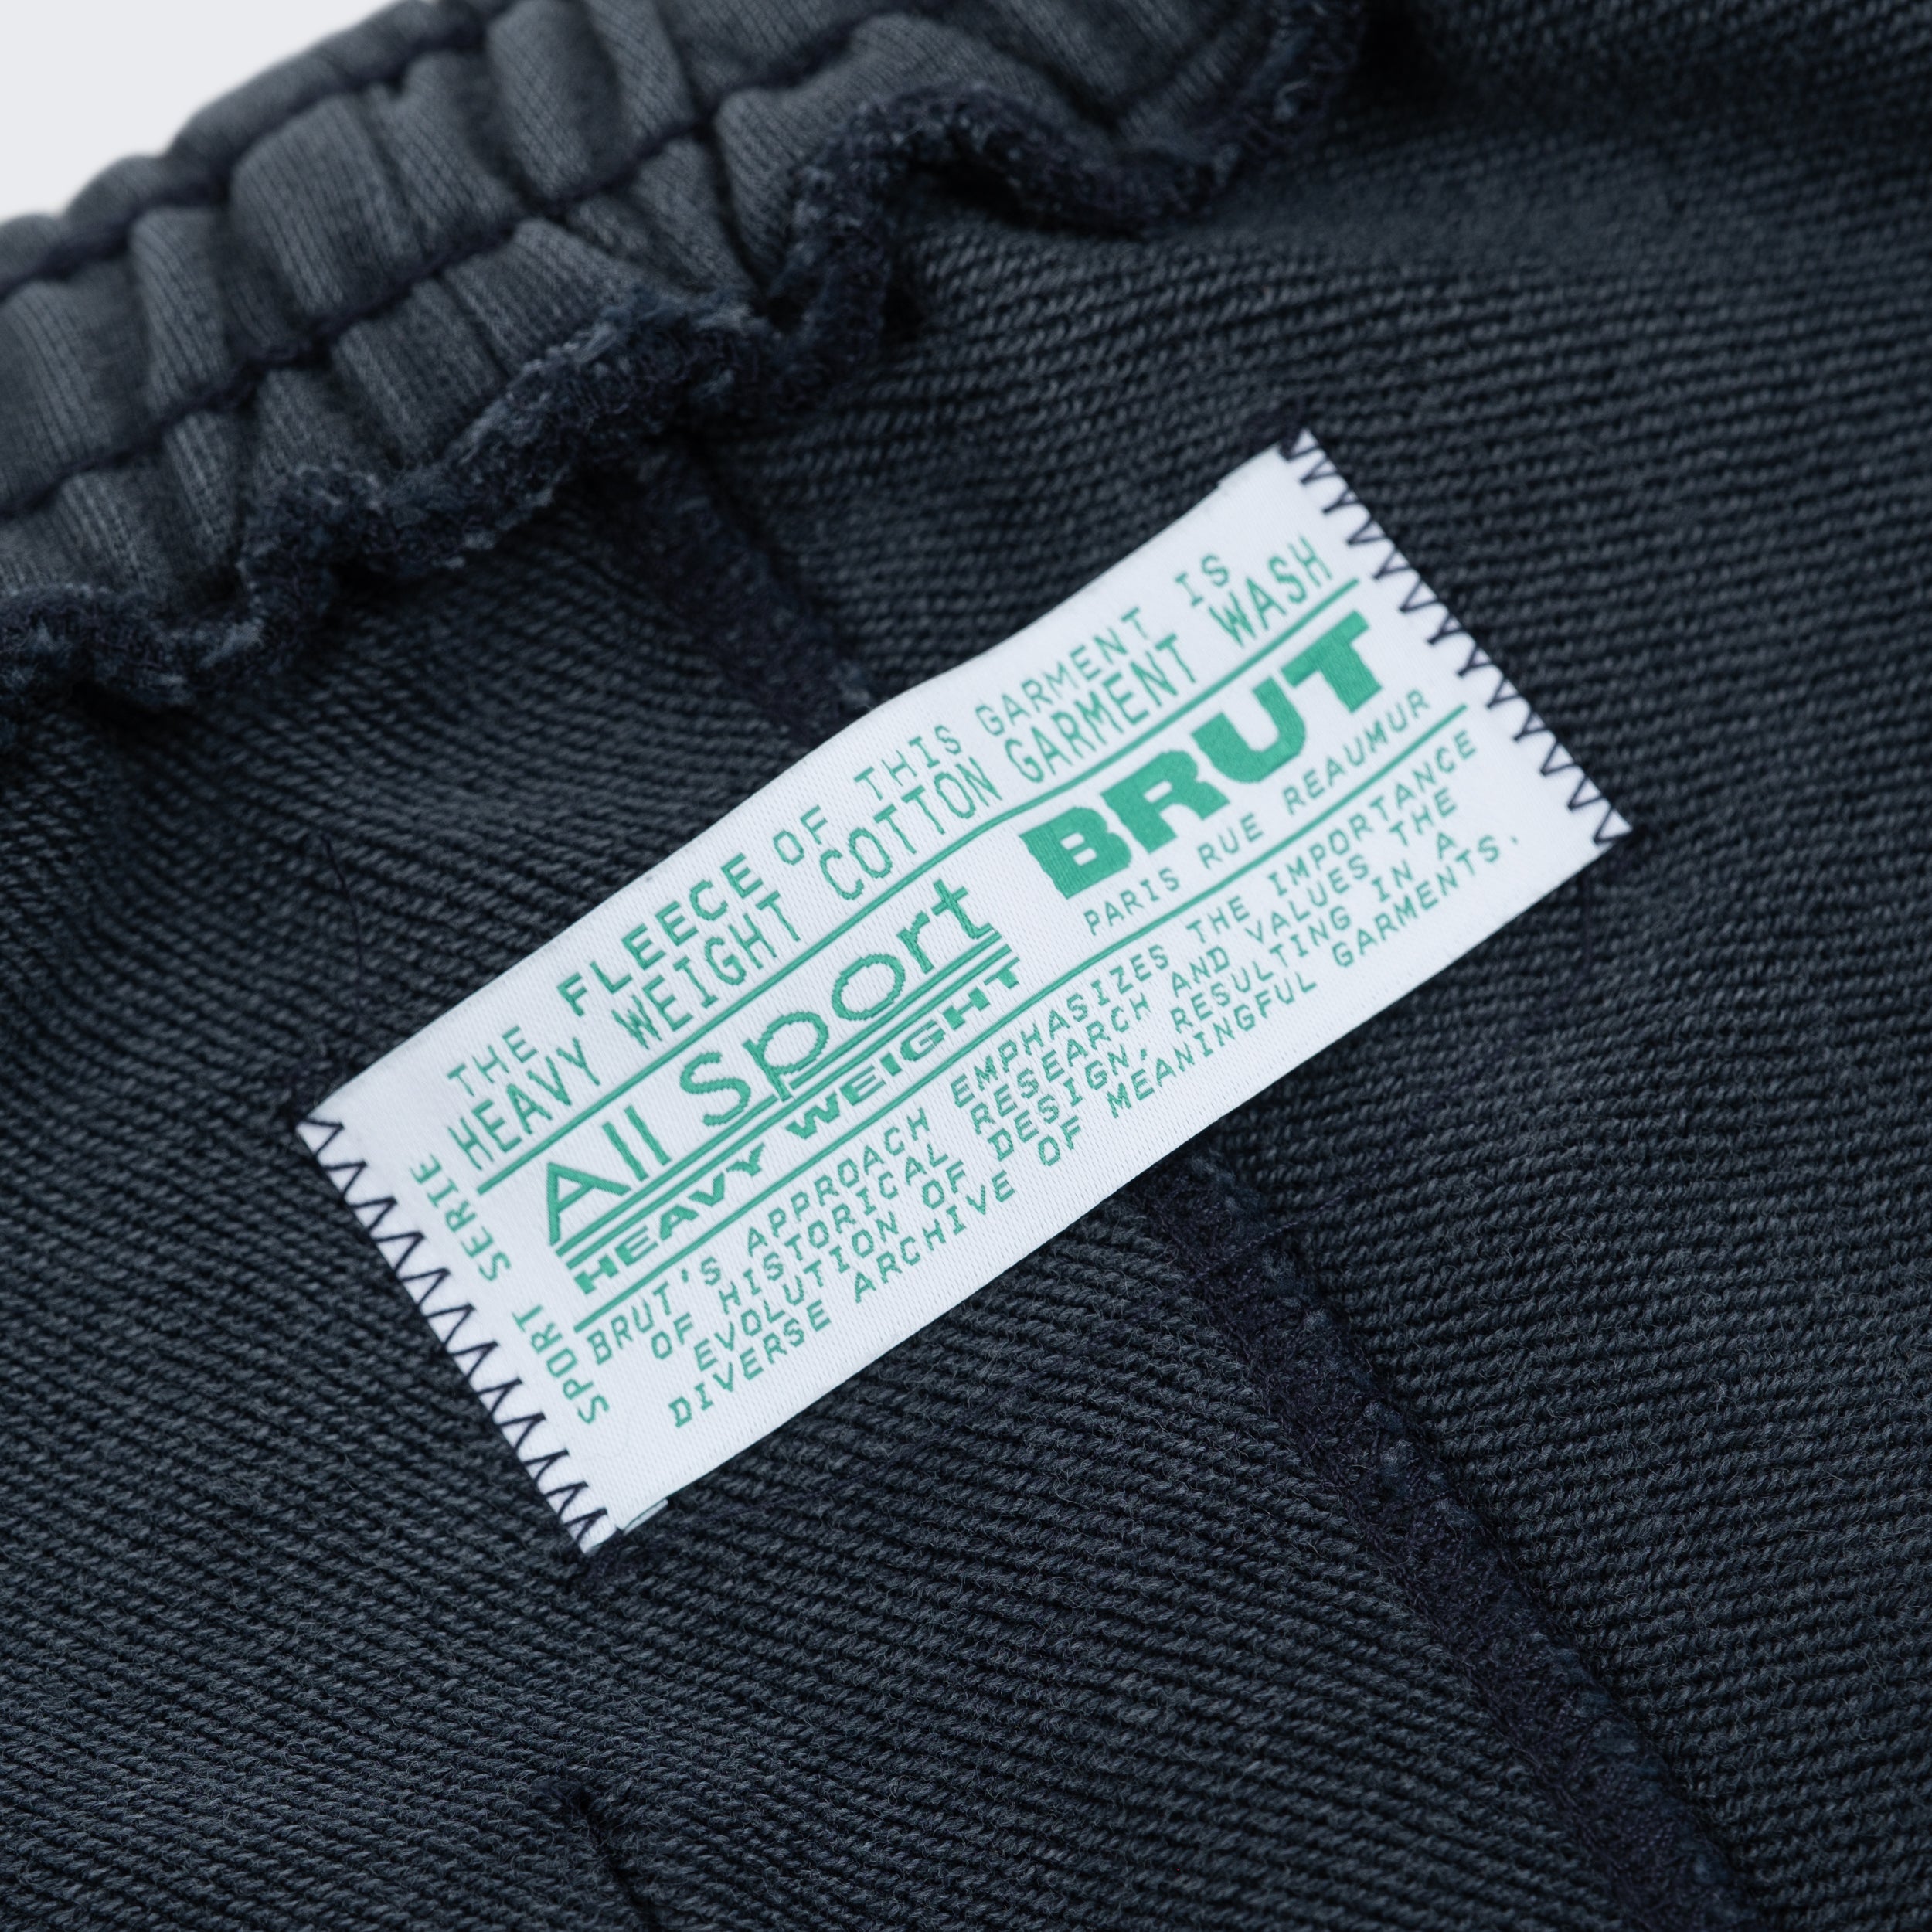 THE FLEECE OF THIS GARMENT IS
HEAVY WEIGHT COTTON GARMENT WASH
SPORT SERIE
All Sport
HEAVY WEIGHT
BRUT
PARIS RUE REAUMUR
BRUT'S APPROACH EMPHASIZES THE IMPORTANCE
OF HISTORICAL RESEARCH AND VALUES THE
EVOLUTION OF DESIGN, RESULTING IN A
DIVERSE ARCHIVE OF MEANINGFUL GARMENTS.